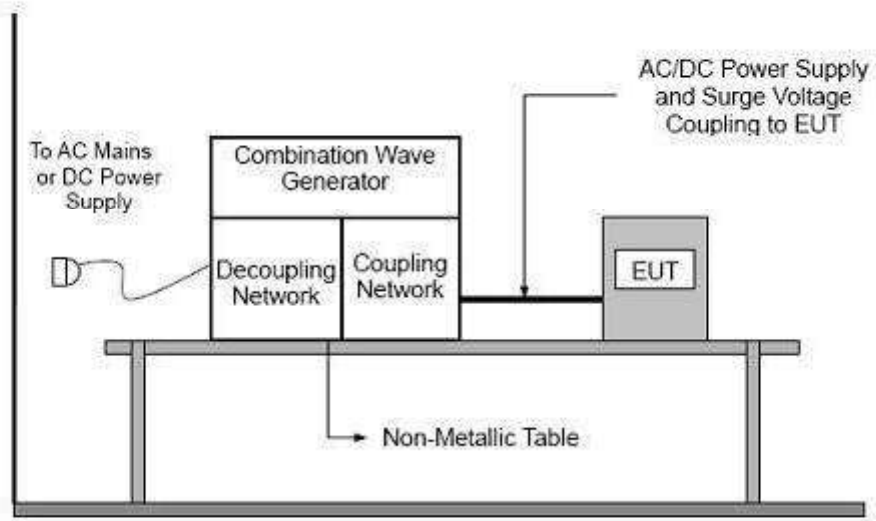 AC/DC Power Supply
and Surge Voltage
Coupling to EUT
To AC Mains
or DC Power
Supply
Combination Wave
Generator
Decoupling
Network
Coupling
Network
EUT
Non-Metallic Table